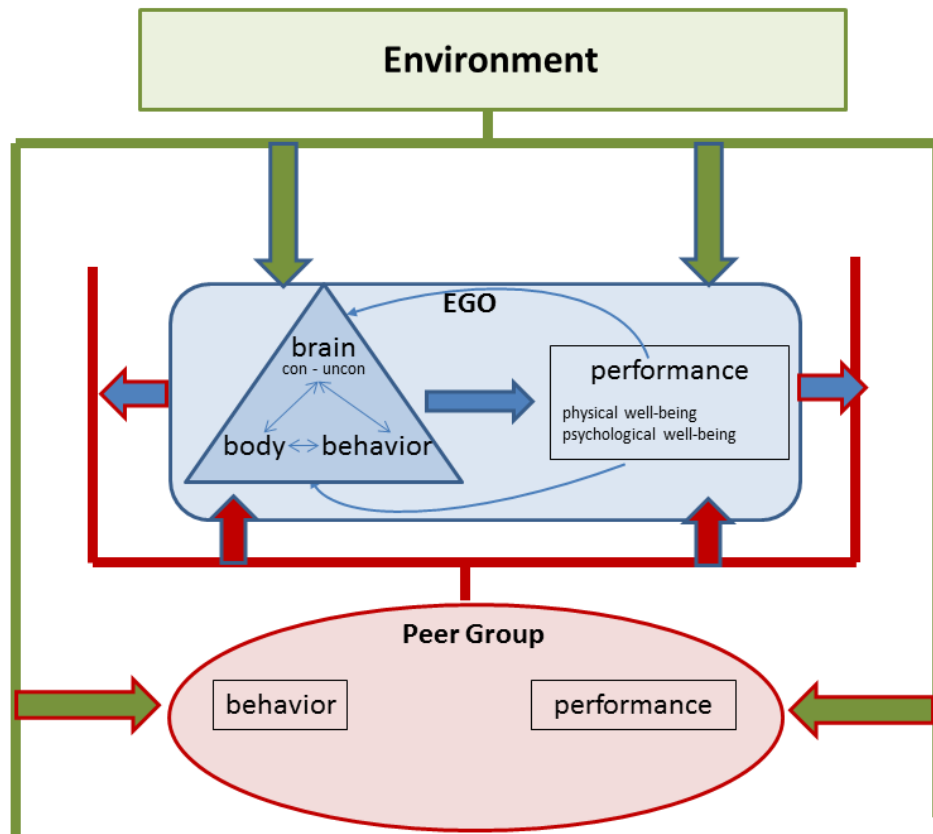 Environment
EGO
brain
con - uncon
body behavior
performance
physical well-being
psychological well-being
Peer Group
behavior
performance